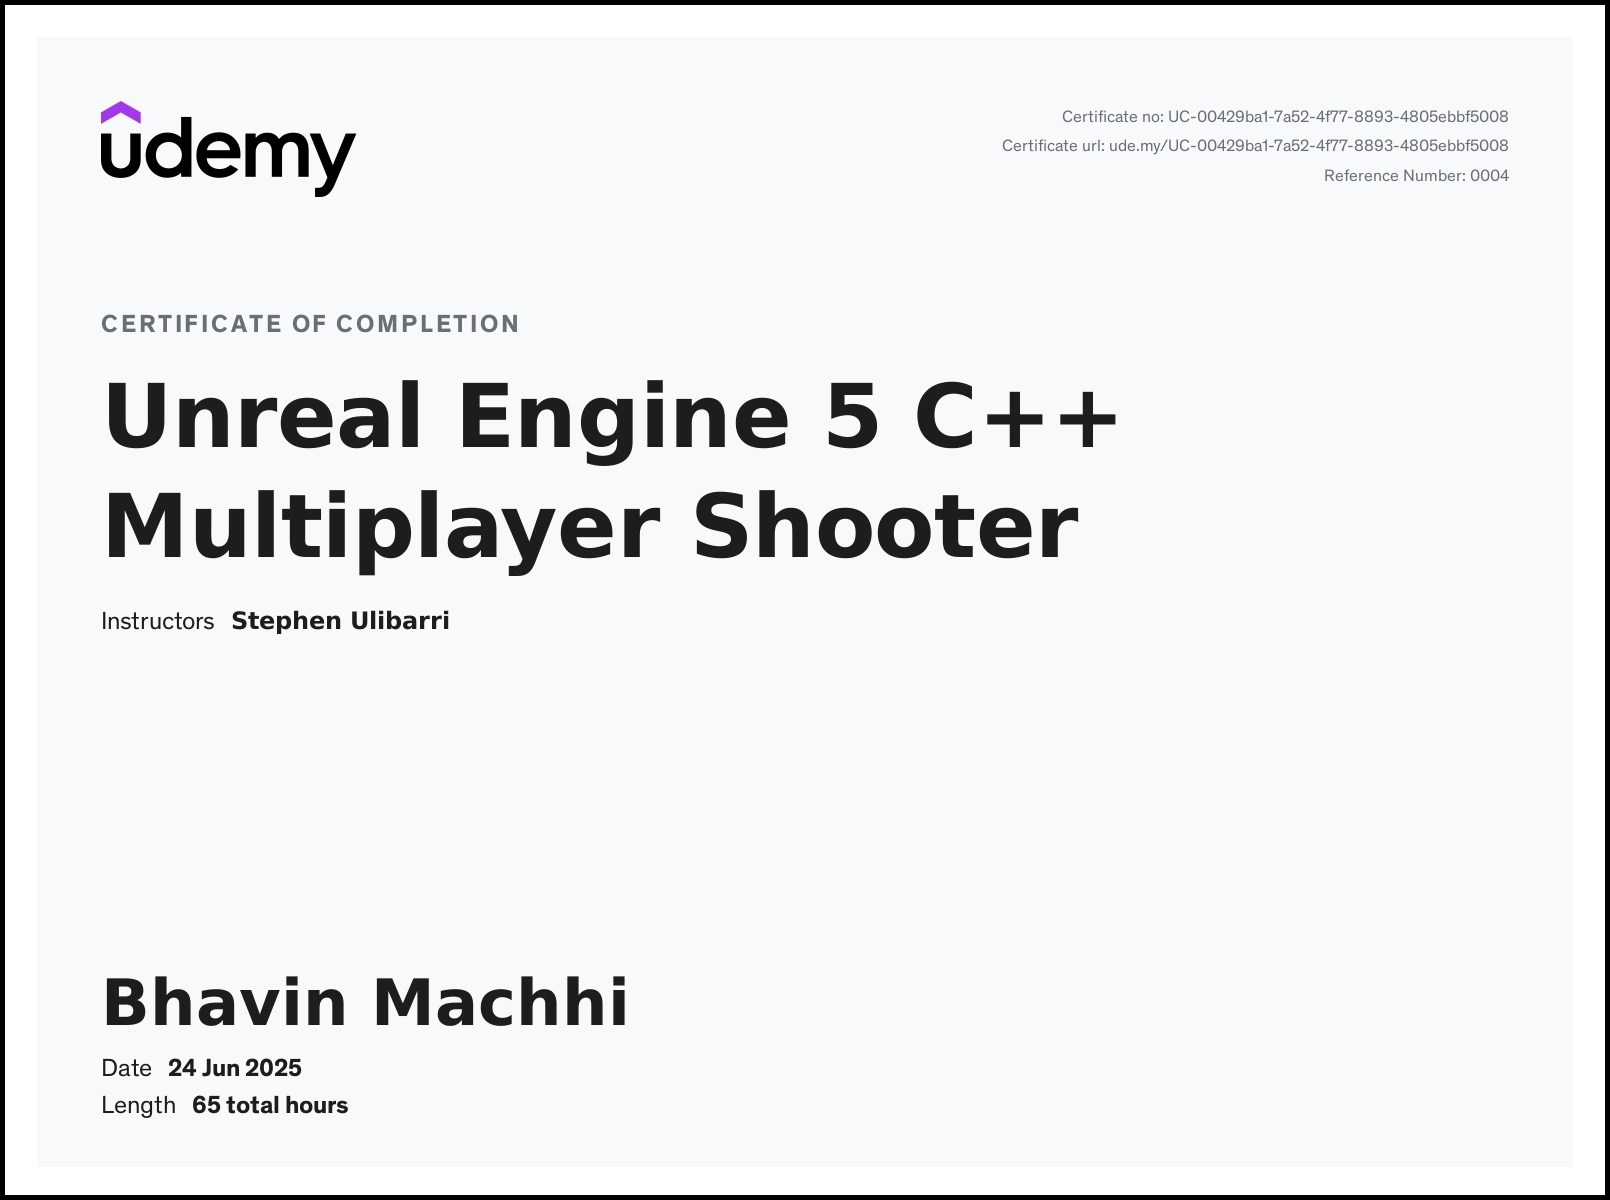 udemy
Certificate no: UC-00429ba1-7a52-4f77-8893-4805ebbf5008
Certificate url: ude.my/UC-00429ba1-7a52-4f77-8893-4805ebbf5008
Reference Number: 0004
CERTIFICATE OF COMPLETION
Unreal Engine 5 C++
Multiplayer Shooter
Instructors Stephen Ulibarri
Bhavin Machhi
Date 24 Jun 2025
Length 65 total hours